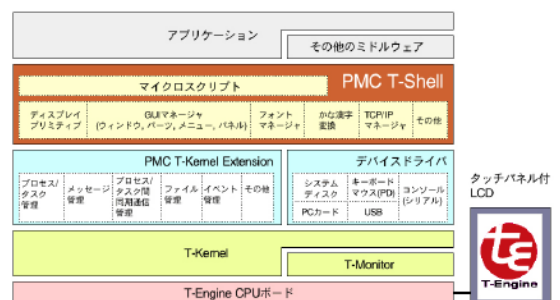 アプリケーション
その他のミドルウェア
PMC T-Shell
マイクロスクリプト
ディスプレイ
プリミティブ
GUIマネージャ
(ウィンドウ, パーツ, メニュー, パネル)
フォント
マネージャ
かな漢字
変換
TCP/IP
マネージャ
その他
PMC T-Kernel Extension
プロセス/
タスク
管理
メッセージ
管理
プロセス/
タスク間
同期通信
管理
ファイル
管理
イベント
管理
その他
デバイスドライバ
システム
ディスク
キーボード
マウス(PD)
コンソール
(シリアル)
PCカード
USB
タッチパネル付
LCD
T-Kernel
T-Monitor
T-Engine
T-Engine CPUボード